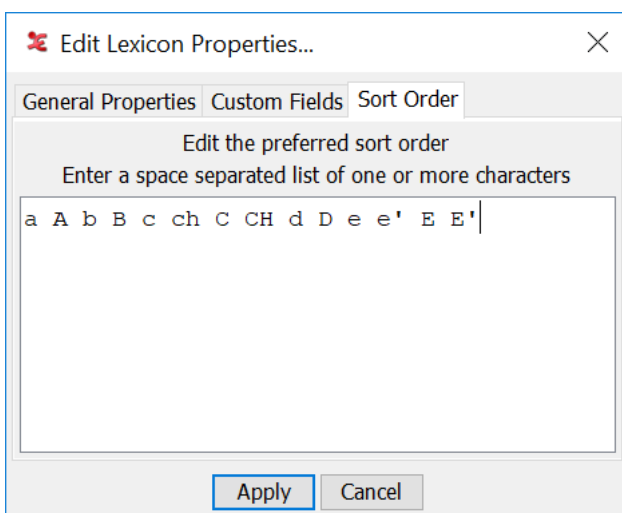 Edit Lexicon Properties...
General Properties Custom Fields Sort Order
Edit the preferred sort order
Enter a space separated list of one or more characters
a A b B c ch C CH d D e e' E E'
Apply Cancel